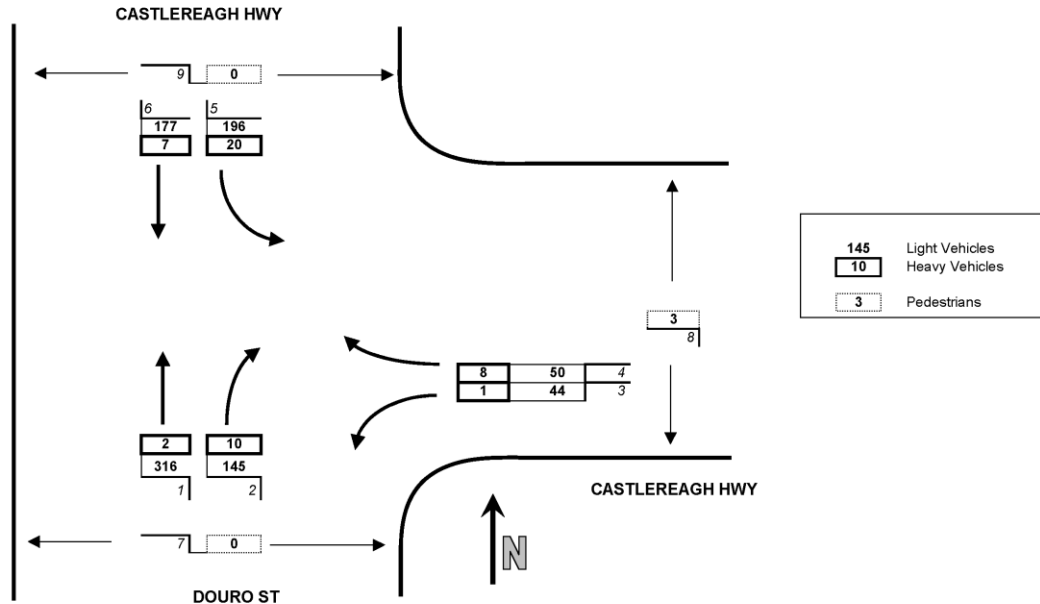 CASTLEREAGH HWY
9 0
6 5
177 196
7 20
145 Light Vehicles
10 Heavy Vehicles
3 Pedestrians
3
8
8 50 4
1 44 3
2 10
316 145
1 2
CASTLEREAGH HWY
7 0
N
DOURO ST